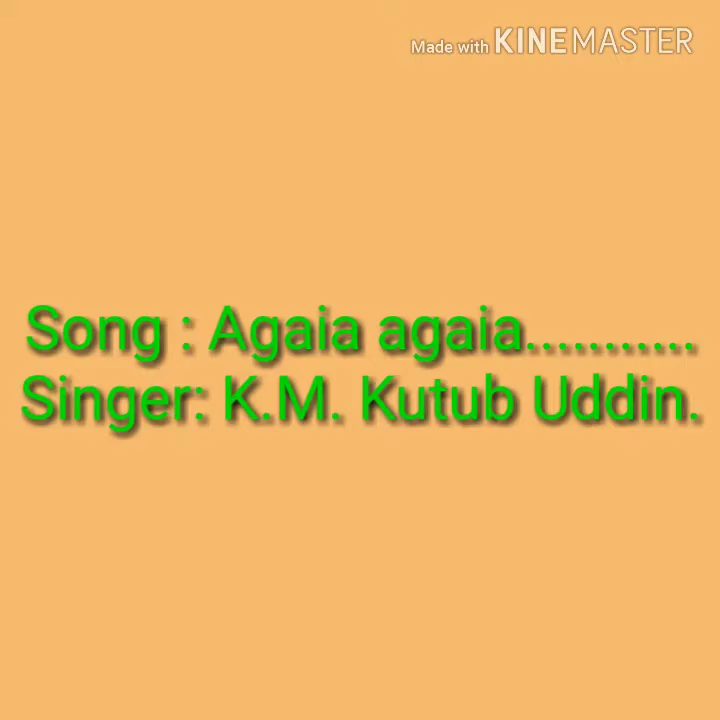 Made with KINEMASTER
Song : Agaia agaia...........
Singer: K.M. Kutub Uddin.